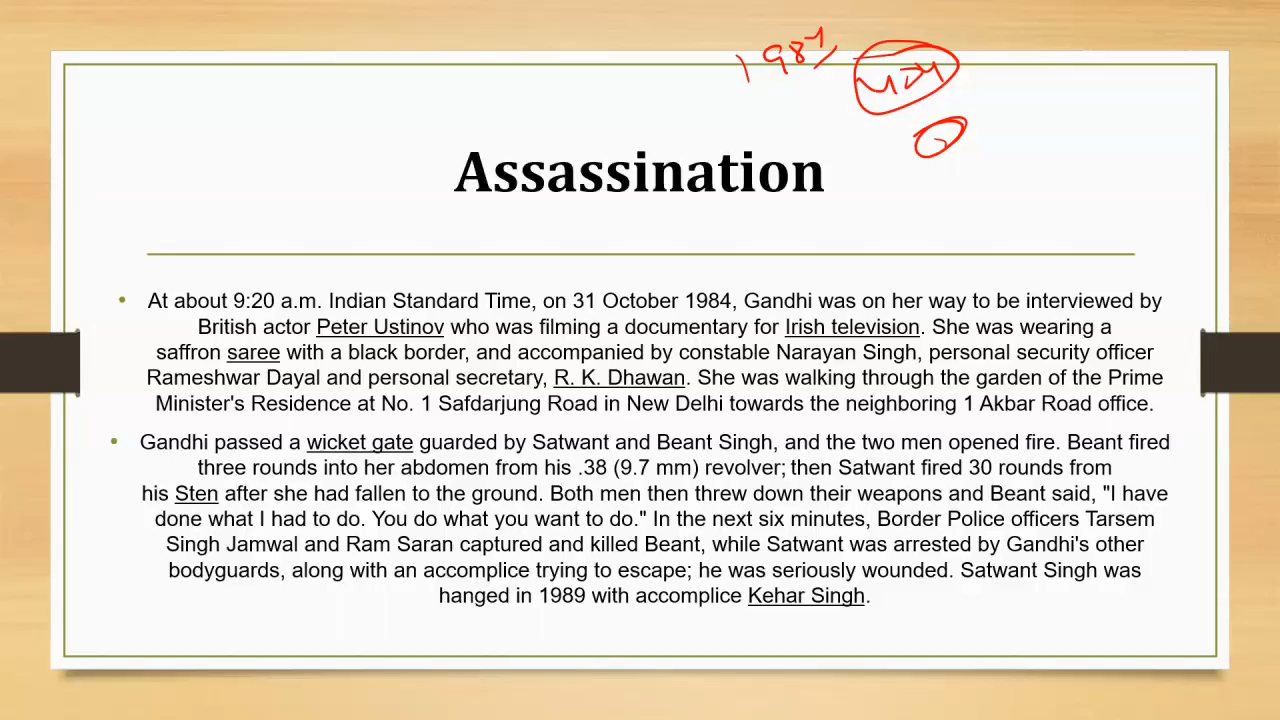 Assassination
• At about 9:20 a.m. Indian Standard Time, on 31 October 1984, Gandhi was on her way to be interviewed by
British actor Peter Ustinov who was filming a documentary for Irish television. She was wearing a
saffron saree with a black border, and accompanied by constable Narayan Singh, personal security officer
Rameshwar Dayal and personal secretary, R. K. Dhawan. She was walking through the garden of the Prime
Minister's Residence at No. 1 Safdarjung Road in New Delhi towards the neighboring 1 Akbar Road office.
• Gandhi passed a wicket gate guarded by Satwant and Beant Singh, and the two men opened fire. Beant fired
three rounds into her abdomen from his .38 (9.7 mm) revolver; then Satwant fired 30 rounds from
his Sten after she had fallen to the ground. Both men then threw down their weapons and Beant said, "I have
done what I had to do. You do what you want to do." In the next six minutes, Border Police officers Tarsem
Singh Jamwal and Ram Saran captured and killed Beant, while Satwant was arrested by Gandhi's other
bodyguards, along with an accomplice trying to escape; he was seriously wounded. Satwant Singh was
hanged in 1989 with accomplice Kehar Singh.